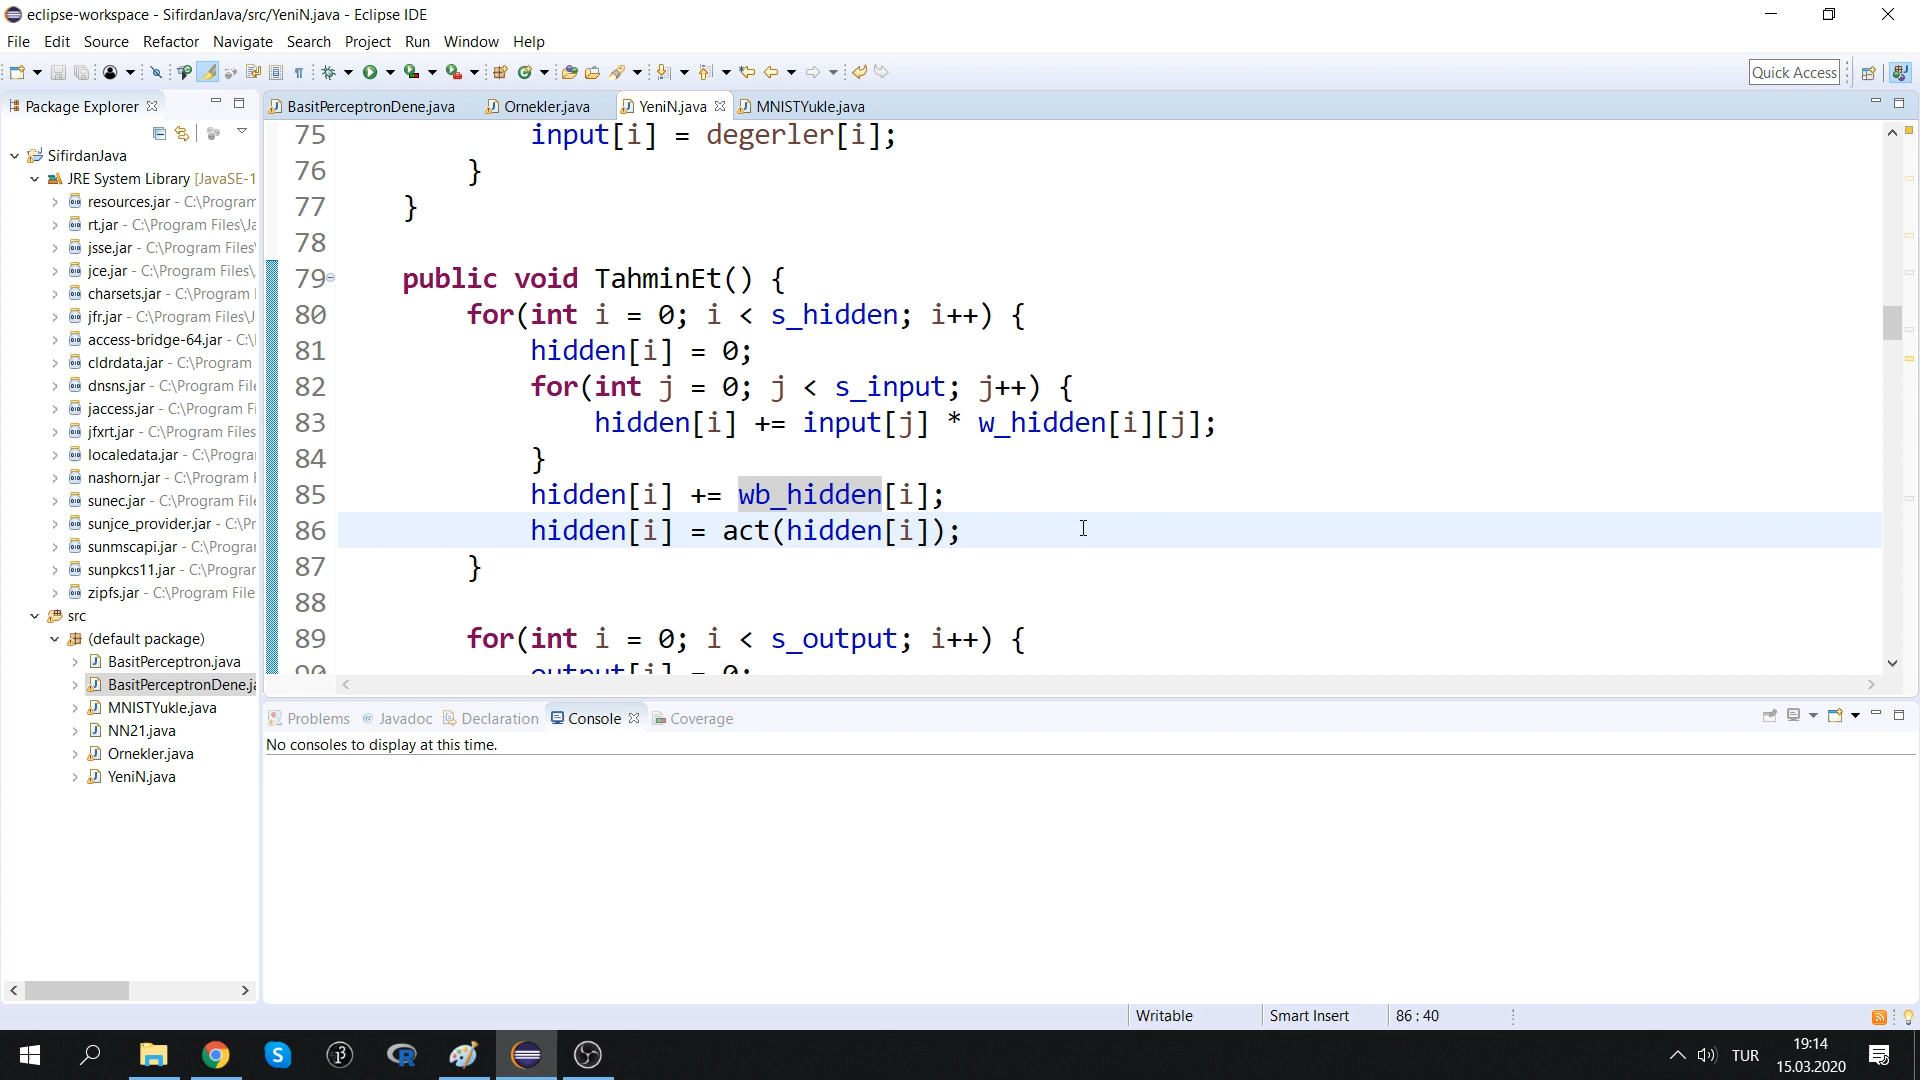 eclipse-workspace - SifirdanJava/src/YeniN.java - Eclipse IDE
File Edit Source Refactor Navigate Search Project Run Window Help
Quick Access
Package Explorer
BasitPerceptronDene.java Ornekler.java YeniN.java MNISTYukle.java
SifirdanJava
JRE System Library [JavaSE-1
resources.jar - C:\Program
rt.jar - C:\Program Files\Ja
jsse.jar - C:\Program Files\
jce.jar - C:\Program Files\
charsets.jar - C:\Program
jfr.jar - C:\Program Files\J
access-bridge-64.jar - C:\
cldrdata.jar - C:\Program
dnsns.jar - C:\Program File
jaccess.jar - C:\Program Fi
jfxrt.jar - C:\Program Files
localedata.jar - C:\Progra
nashorn.jar - C:\Program
sunec.jar - C:\Program File
sunjce_provider.jar - C:\Pr
sunmscapi.jar - C:\Progra
sunpkcs11.jar - C:\Progra
zipfs.jar - C:\Program File
src
(default package)
BasitPerceptron.java
BasitPerceptronDene.ja
MNISTYukle.java
NN21.java
Ornekler.java
YeniN.java
75 input[i] = degerler[i];
76 }
77 }
78
79 public void TahminEt() {
80 for(int i = 0; i < s_hidden; i++) {
81 hidden[i] = 0;
82 for(int j = 0; j < s_input; j++) {
83 hidden[i] += input[j] * w_hidden[i][j];
84 }
85 hidden[i] += wb_hidden[i];
86 hidden[i] = act(hidden[i]);
87 }
88
89 for(int i = 0; i < s_output; i++) {
90 output[i] = 0;
Problems Javadoc Declaration Console Coverage
No consoles to display at this time.
Writable Smart Insert 86 : 40
TUR
19:14
15.03.2020